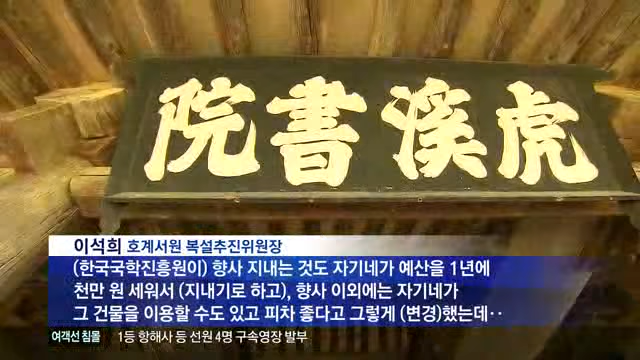 院書溪虎
이석희 호계서원 복설추진위원장
(한국국학진흥원이) 향사 지내는 것도 자기네가 예산을 1년에
천만 원 세워서 (지내기로 하고), 향사 이외에는 자기네가
그 건물을 이용할 수도 있고 피차 좋다고 그렇게 (변경)했는데··
여객선 침몰 1등 항해사 등 선원 4명 구속영장 발부